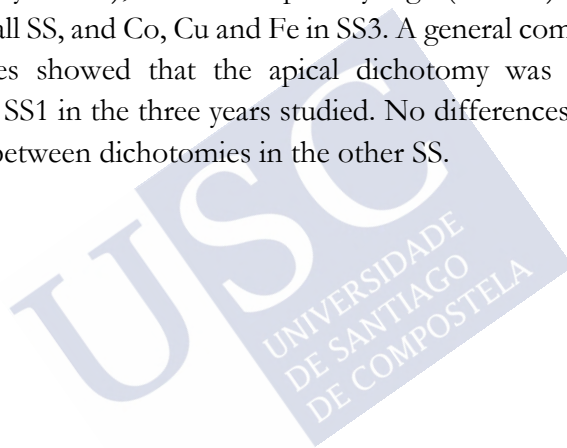 all SS, and Co, Cu and Fe in SS3. A general com
es showed that the apical dichotomy was
SS1 in the three years studied. No differences
between dichotomies in the other SS.
USC
UNIVERSIDADE
DE SANTIAGO
DE COMPOSTELA